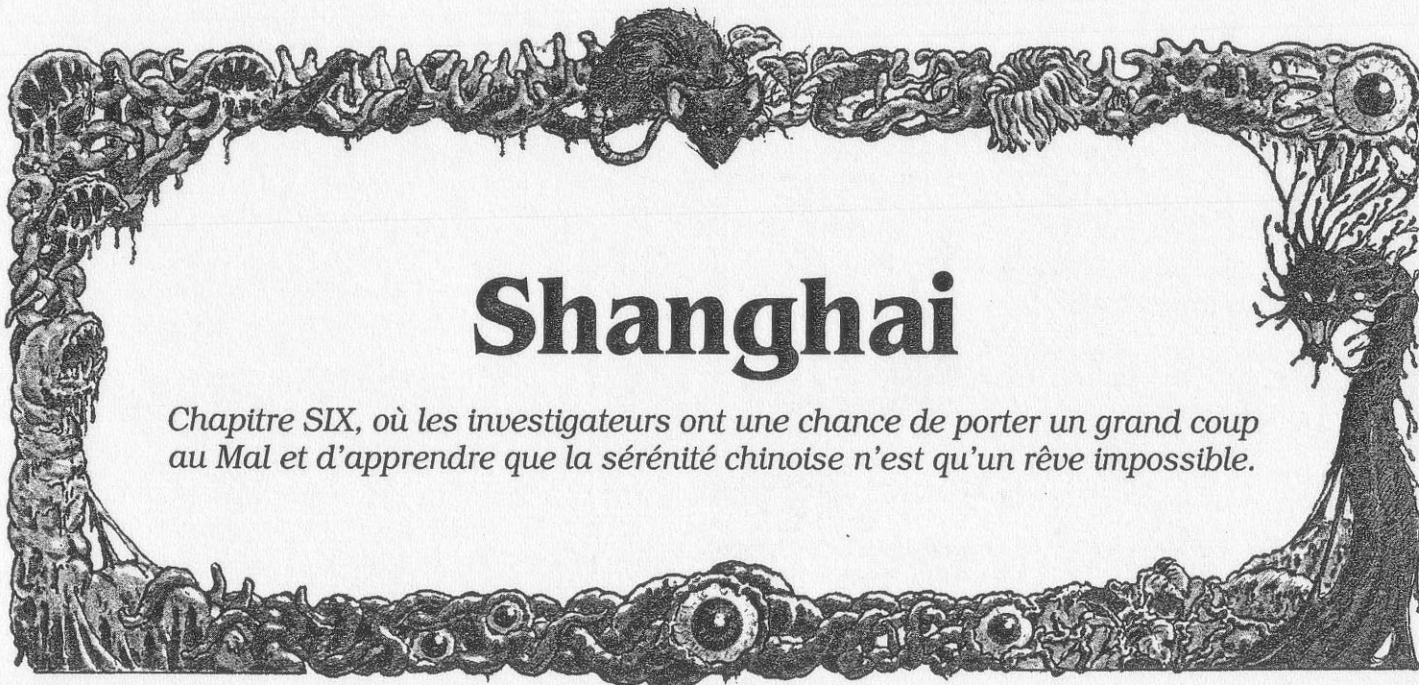 Shanghai
Chapitre SIX, où les investigateurs ont une chance de porter un grand coup
au Mal et d'apprendre que la sérénité chinoise n'est qu'un rêve impossible.